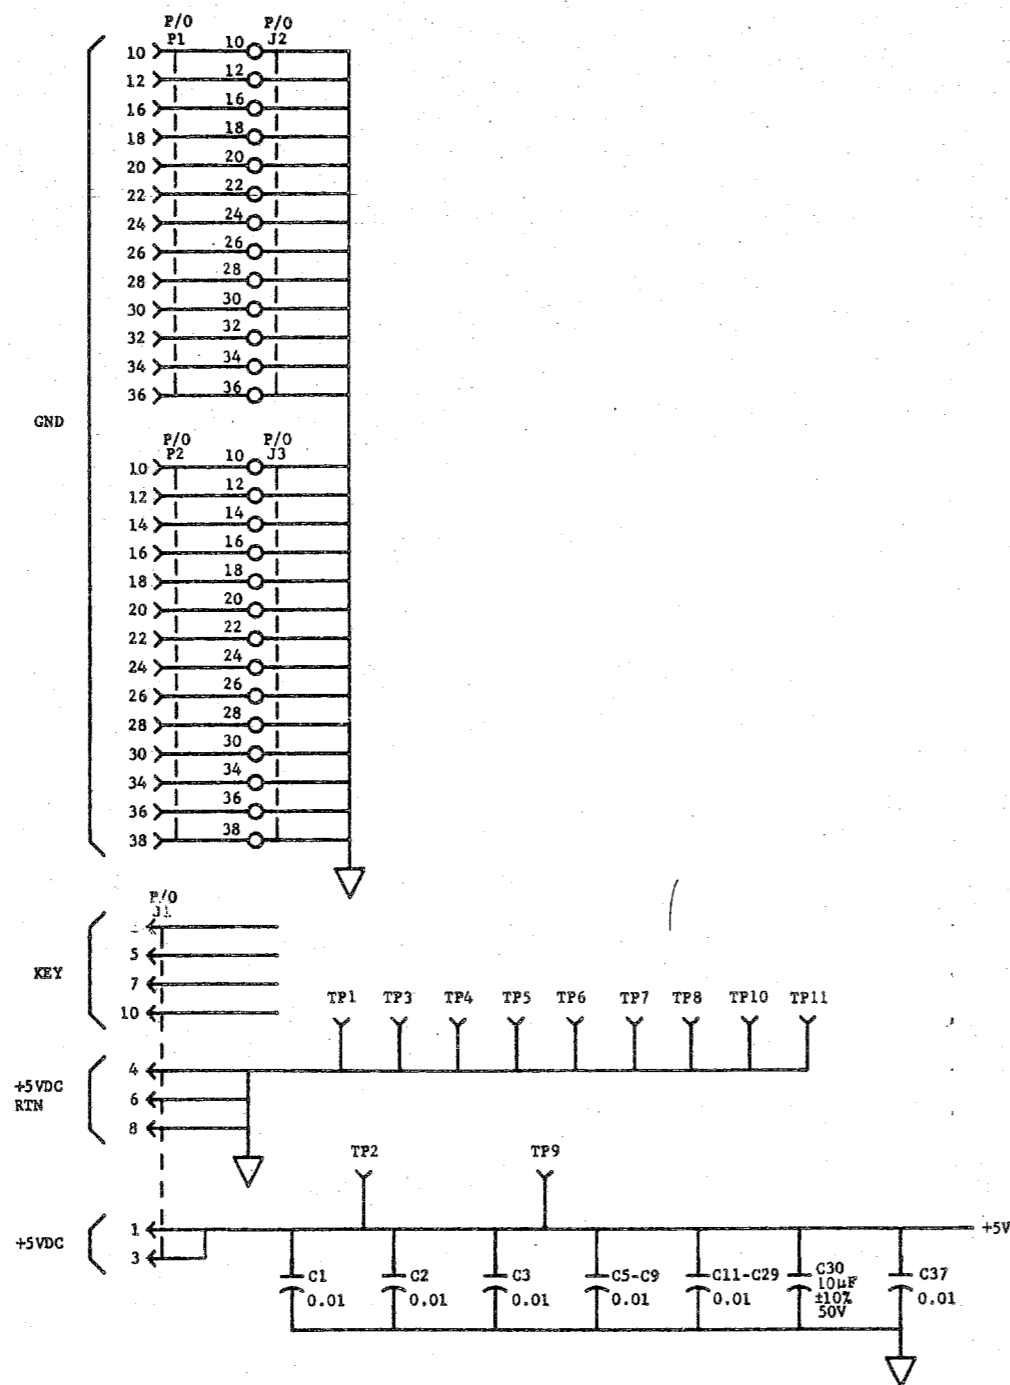 P/O P/O
P1 J2
10 10
12 12
16 16
18 18
20 20
22 22
24 24
26 26
28 28
30 30
32 32
34 34
36 36
GND
P/O P/O
P2 J3
10 10
12 12
14 14
16 16
18 18
20 20
22 22
24 24
26 26
28 28
30 30
34 34
36 36
38 38
P/O
J1
KEY
5
7
10
TP1 TP3 TP4 TP5 TP6 TP7 TP8 TP10 TP11
+5VDC
RTN
4
6
8
TP2 TP9
+5VDC
1
3
+5V
C1
0.01
C2
0.01
C3
0.01
C5-C9
0.01
C11-C29
0.01
C30
10µF
±10%
50V
C37
0.01